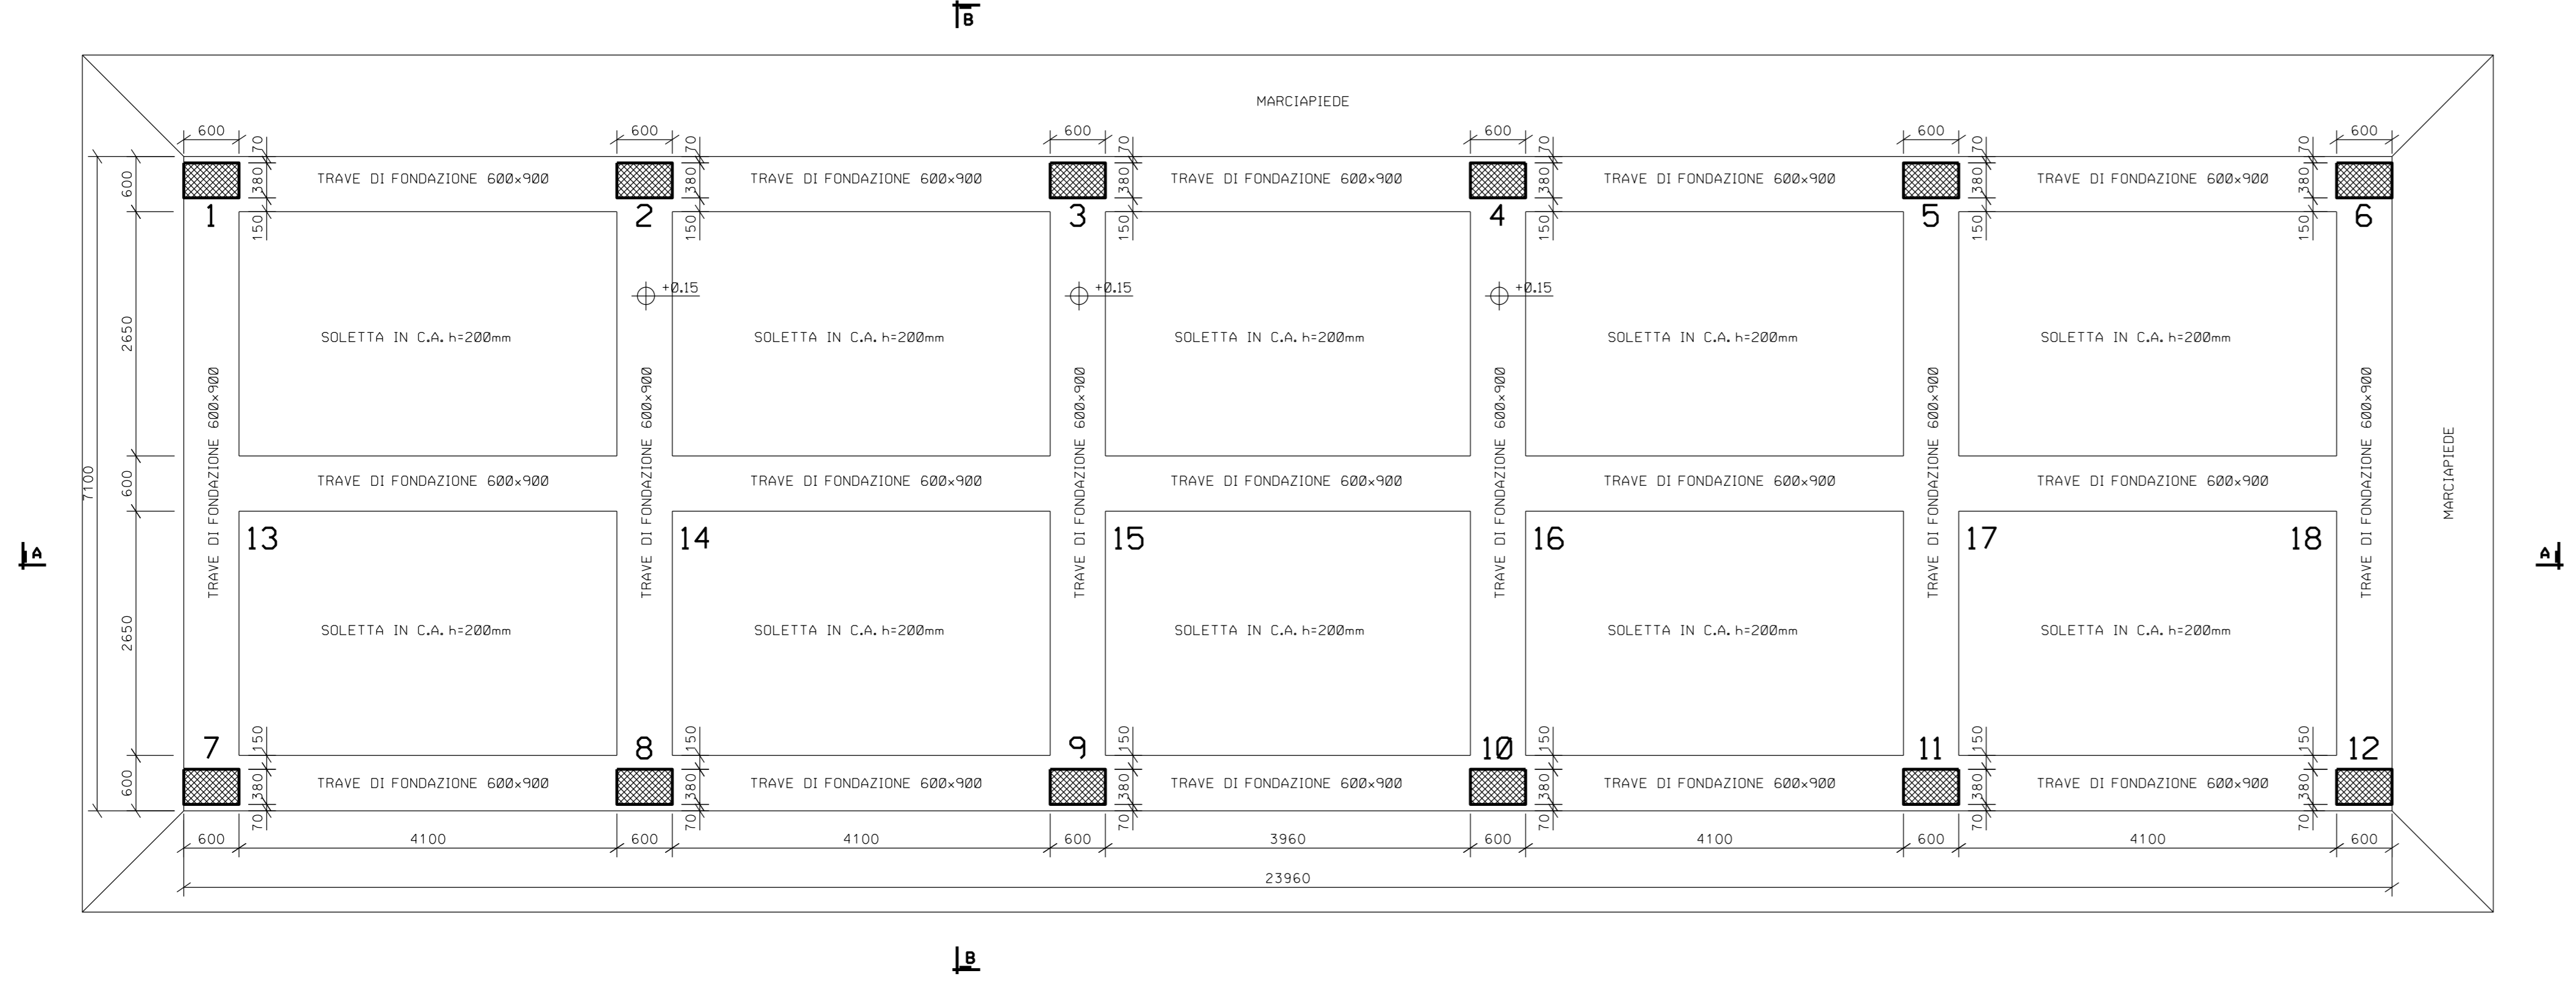 B
MARCIAPIEDE
600 600 600 600 600 600
70 70 70 70 70 70
600 380 380 380 380 380 380
TRAVE DI FONDAZIONE 600x900 TRAVE DI FONDAZIONE 600x900 TRAVE DI FONDAZIONE 600x900 TRAVE DI FONDAZIONE 600x900 TRAVE DI FONDAZIONE 600x900
1 2 3 4 5 6
150 150 150 150 150 150
+0.15 +0.15 +0.15
2650
SOLETTA IN C.A. h=200mm SOLETTA IN C.A. h=200mm SOLETTA IN C.A. h=200mm SOLETTA IN C.A. h=200mm SOLETTA IN C.A. h=200mm
TRAVE DI FONDAZIONE 600x900
TRAVE DI FONDAZIONE 600x900
TRAVE DI FONDAZIONE 600x900
TRAVE DI FONDAZIONE 600x900
TRAVE DI FONDAZIONE 600x900
TRAVE DI FONDAZIONE 600x900
MARCIAPIEDE
7100
600
TRAVE DI FONDAZIONE 600x900 TRAVE DI FONDAZIONE 600x900 TRAVE DI FONDAZIONE 600x900 TRAVE DI FONDAZIONE 600x900 TRAVE DI FONDAZIONE 600x900
13 14 15 16 17 18
A A
2650
SOLETTA IN C.A. h=200mm SOLETTA IN C.A. h=200mm SOLETTA IN C.A. h=200mm SOLETTA IN C.A. h=200mm SOLETTA IN C.A. h=200mm
150 150 150 150 150 150
7 8 9 10 11 12
600 380 380 380 380 380 380
TRAVE DI FONDAZIONE 600x900 TRAVE DI FONDAZIONE 600x900 TRAVE DI FONDAZIONE 600x900 TRAVE DI FONDAZIONE 600x900 TRAVE DI FONDAZIONE 600x900
70 70 70 70 70 70
600 4100 600 4100 600 3960 600 4100 600 4100 600
23960
B